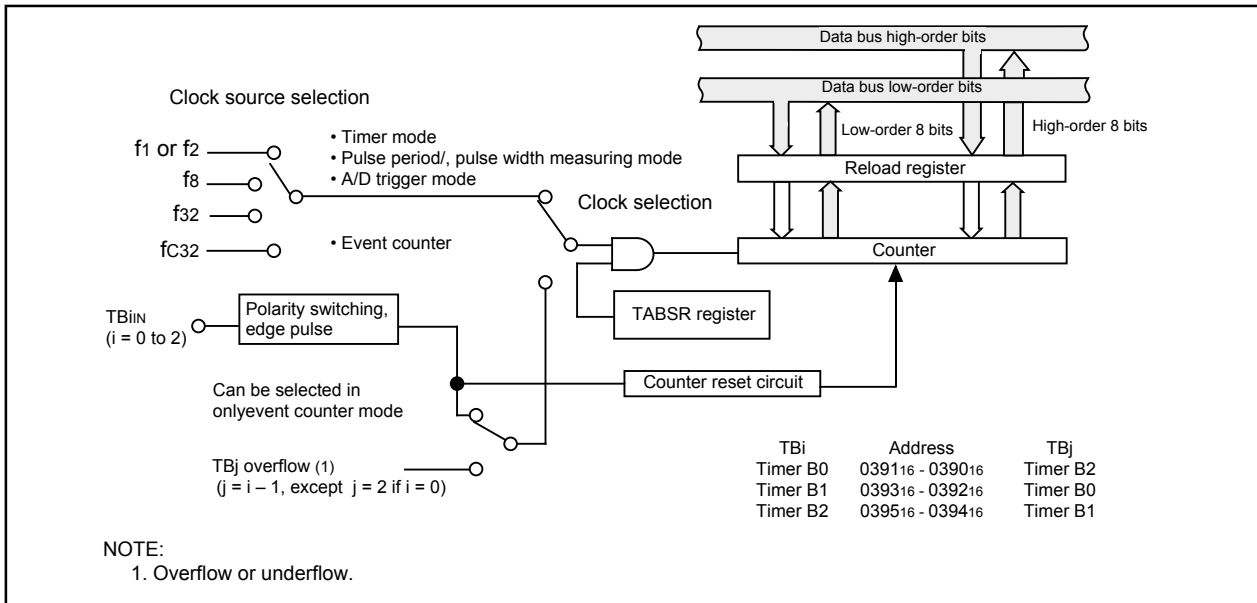 Data bus high-order bits
Data bus low-order bits
Clock source selection
• Timer mode
• Pulse period/, pulse width measuring mode
• A/D trigger mode
Low-order 8 bits
High-order 8 bits
f1 or f2
f8
f32
fC32
Reload register
Clock selection
• Event counter
Counter
TABSR register
TBiIN
(i = 0 to 2)
Polarity switching,
edge pulse
Counter reset circuit
Can be selected in
onlyevent counter mode
TBj overflow (1)
(j = i – 1, except j = 2 if i = 0)
TBi Address TBj
Timer B0 039116 - 039016 Timer B2
Timer B1 039316 - 039216 Timer B0
Timer B2 039516 - 039416 Timer B1
NOTE:
1. Overflow or underflow.